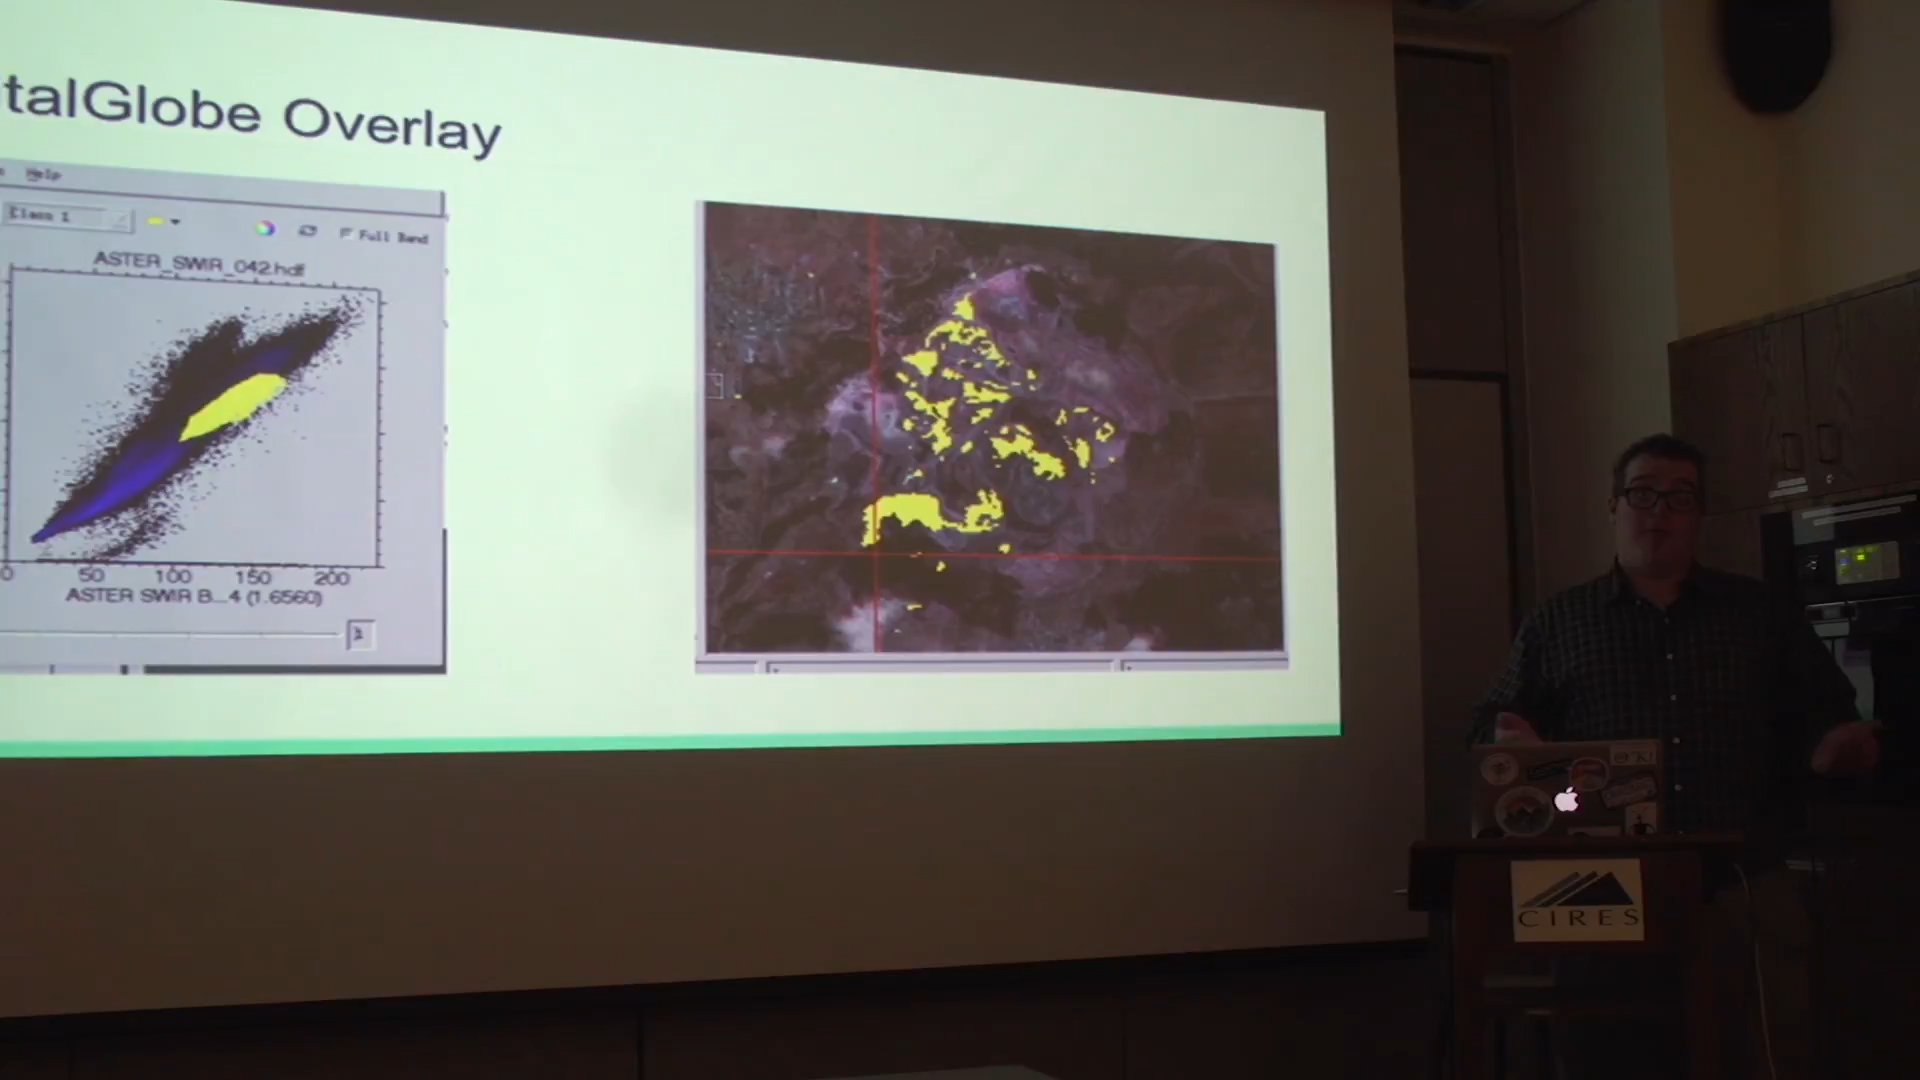 talGlobe Overlay
Help
Class 1
Full Band
ASTER_SWIR_042.hdf
0 50 100 150 200
ASTER SWIR B...4 (1.6560)
CIRES